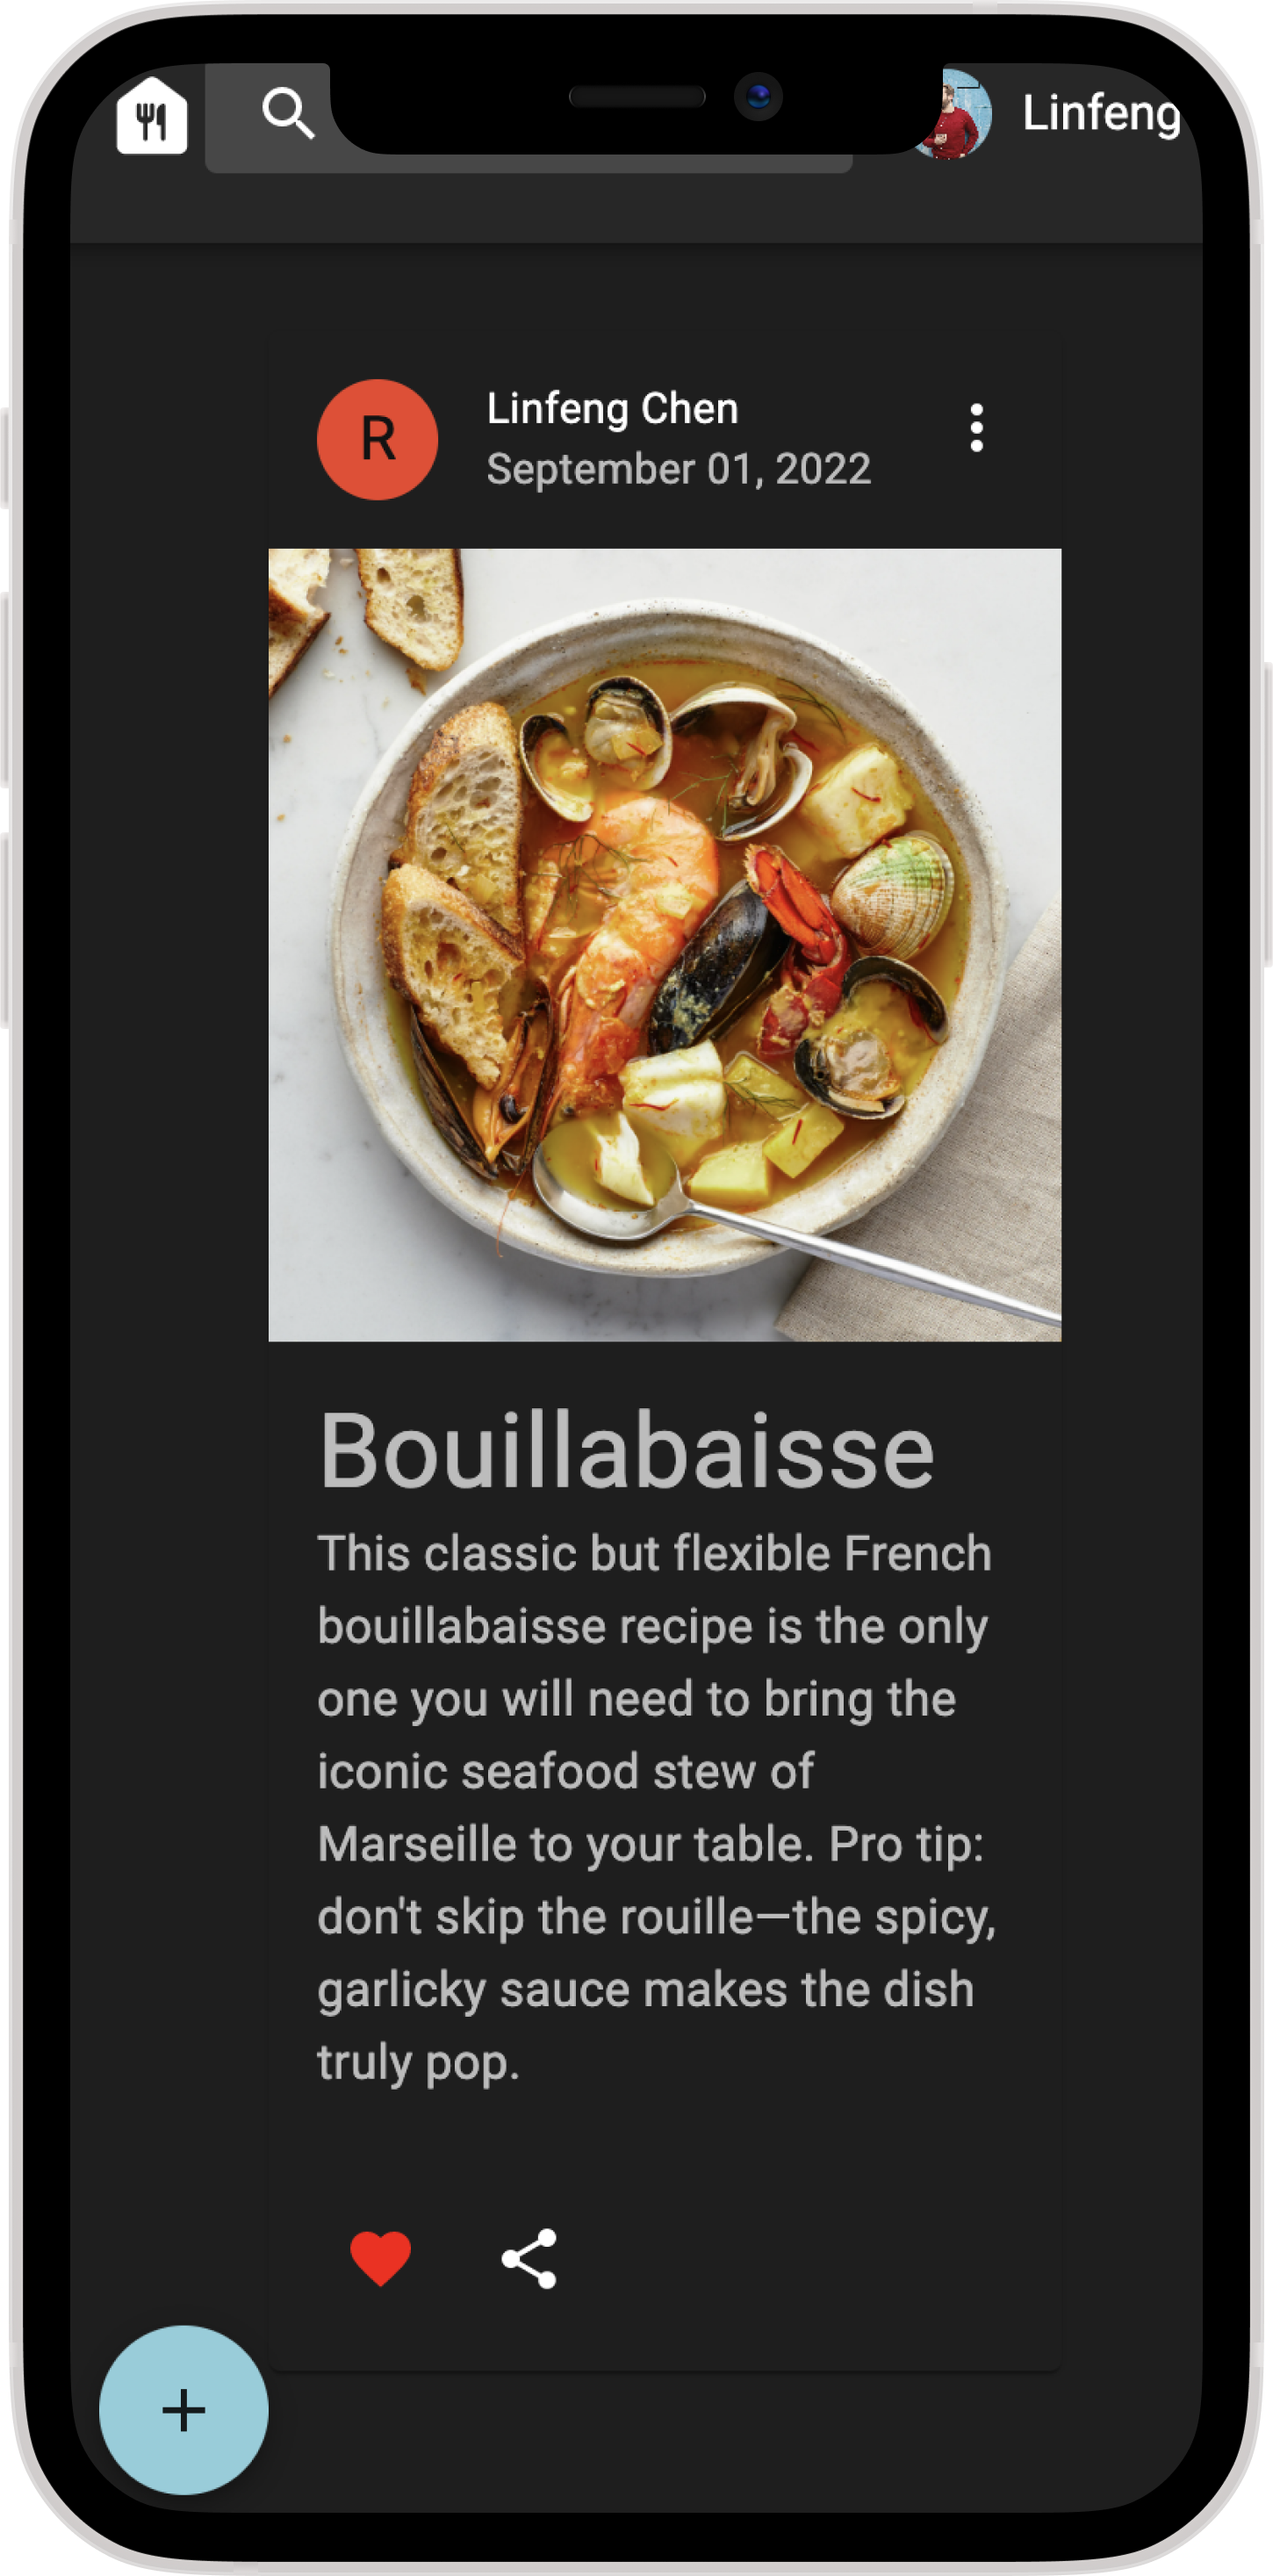 Linfeng
R
Linfeng Chen
September 01, 2022
Bouillabaisse
This classic but flexible French
bouillabaisse recipe is the only
one you will need to bring the
iconic seafood stew of
Marseille to your table. Pro tip:
don't skip the rouille—the spicy,
garlicky sauce makes the dish
truly pop.
+